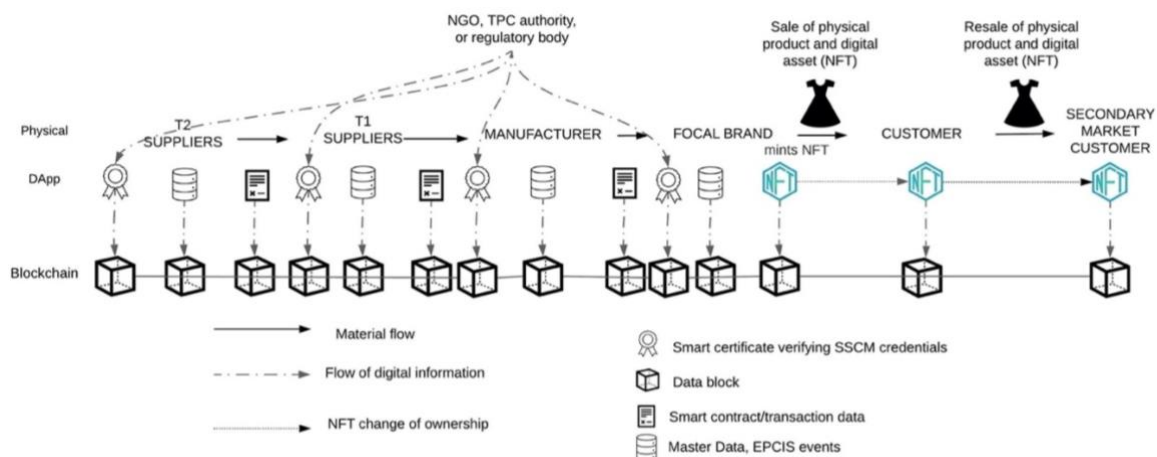 NGO, TPC authority,
or regulatory body
Sale of physical
product and digital
asset (NFT)
Resale of physical
product and digital
asset (NFT)
Physical
T2
SUPPLIERS
T1
SUPPLIERS
MANUFACTURER
FOCAL BRAND
CUSTOMER
SECONDARY
MARKET
CUSTOMER
mints NFT
DApp
NFT
NFT
NFT
Blockchain
Material flow
Flow of digital information
NFT change of ownership
Smart certificate verifying SSCM credentials
Data block
Smart contract/transaction data
Master Data, EPCIS events